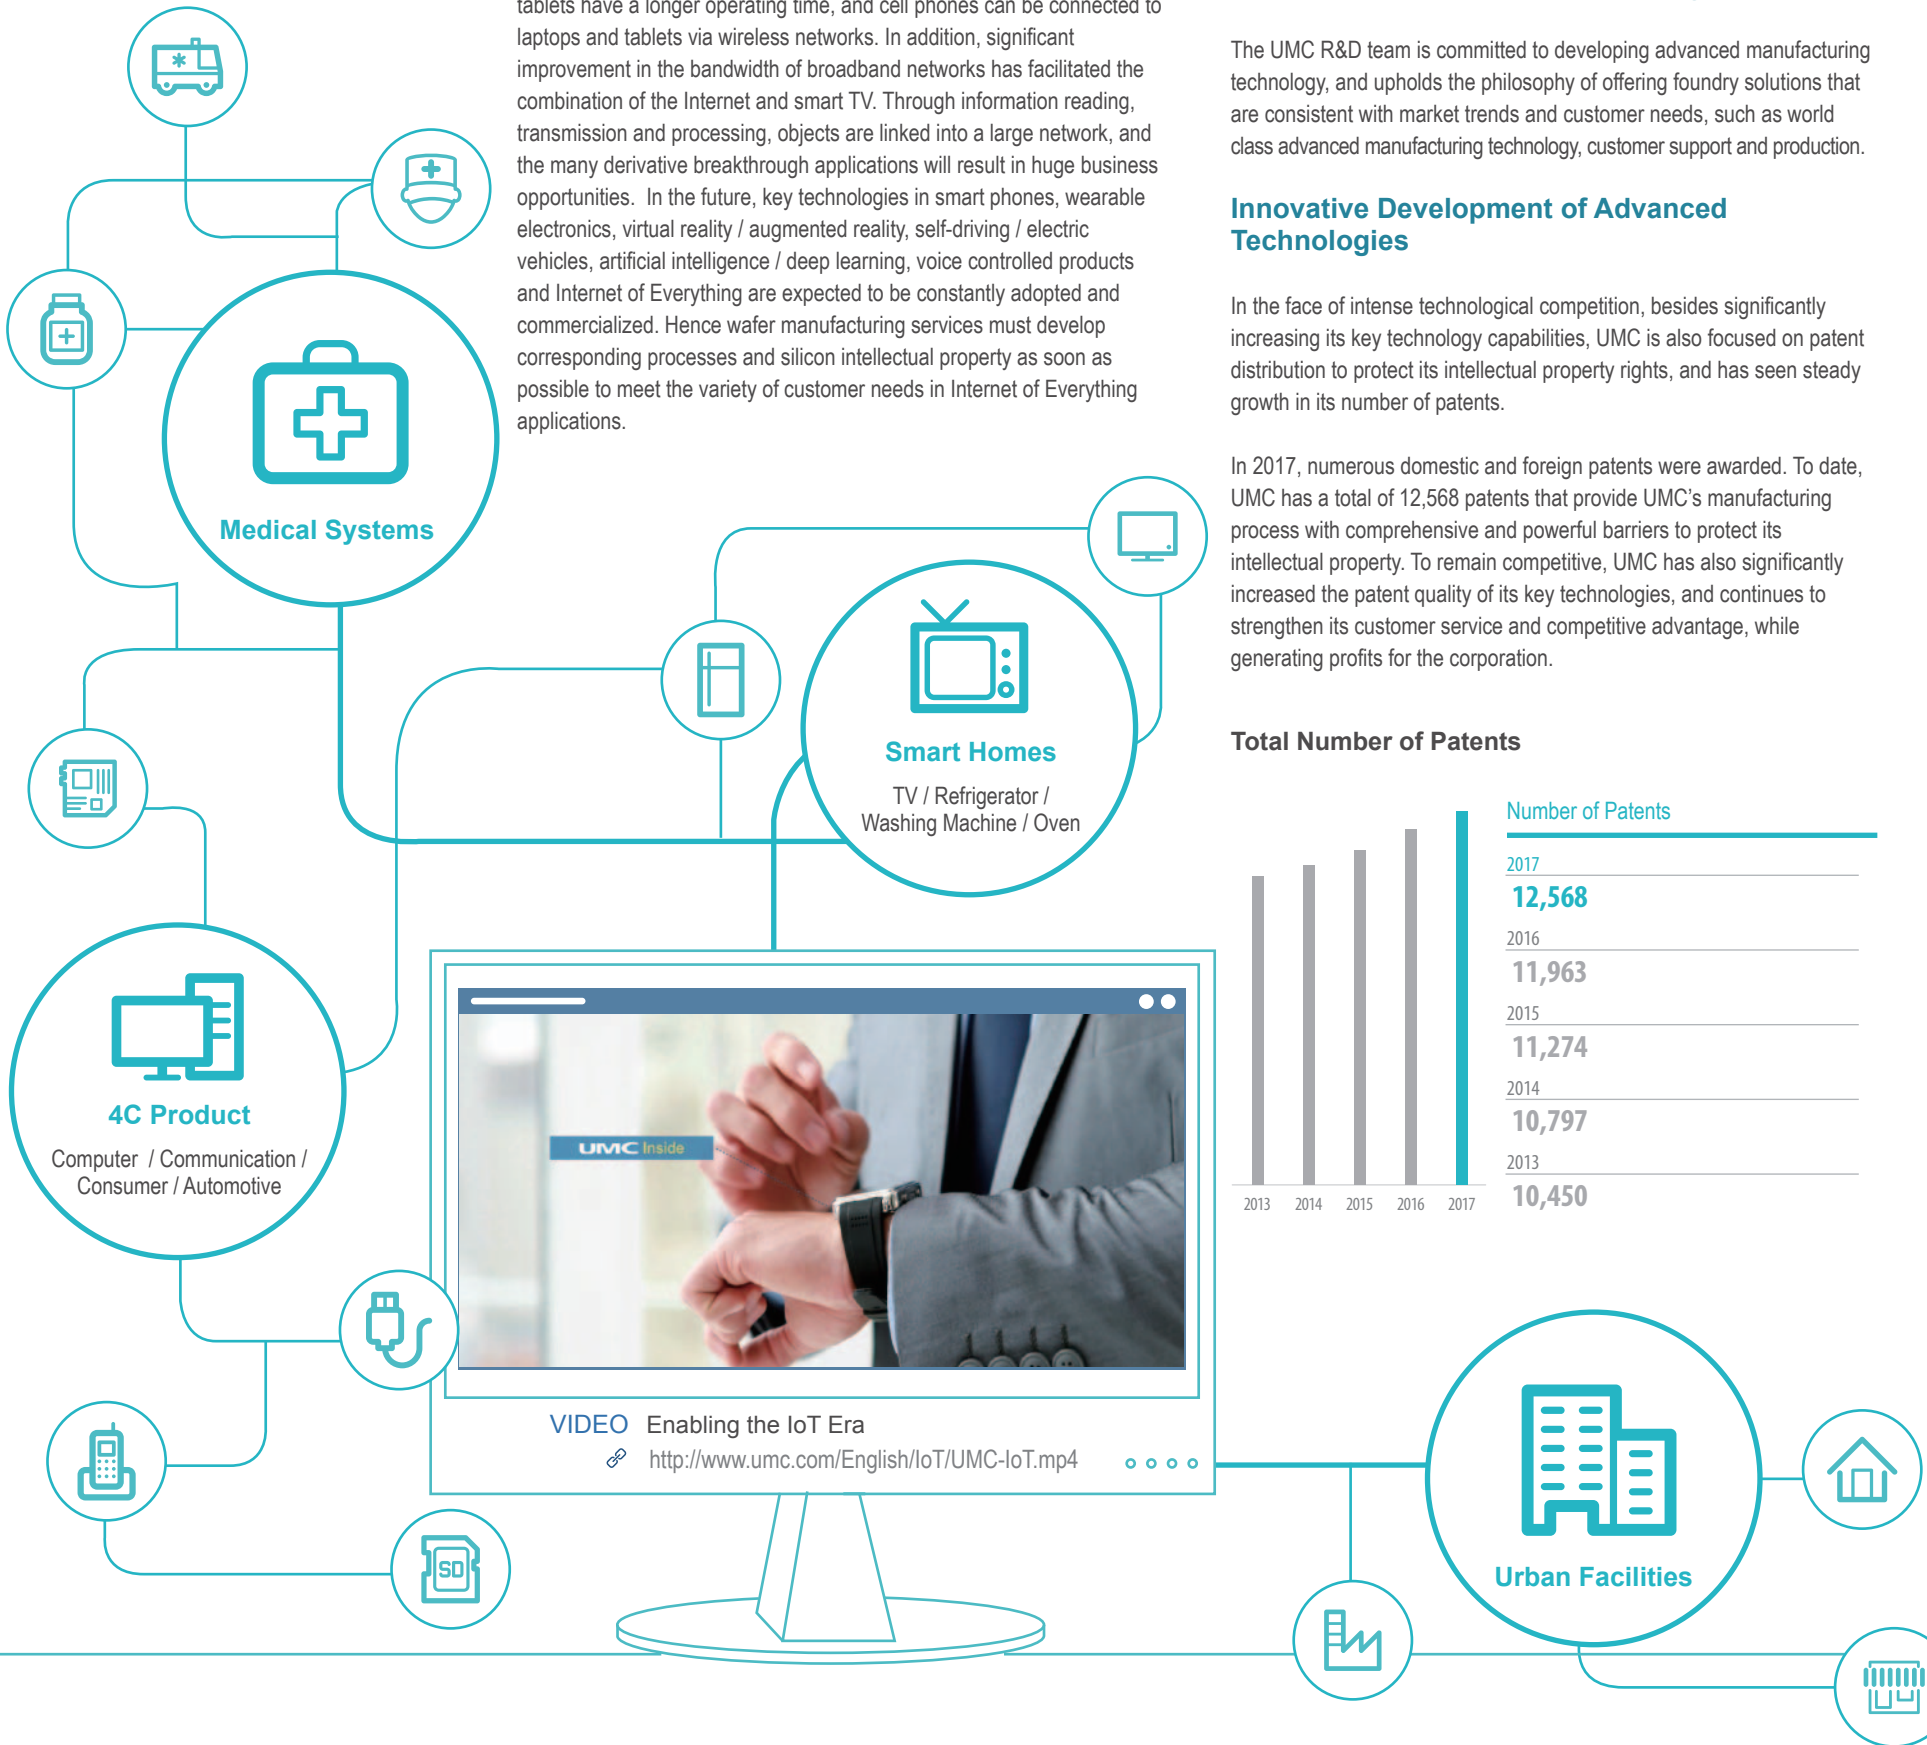 tablets have a longer operating time, and cell phones can be connected to
laptops and tablets via wireless networks. In addition, significant
improvement in the bandwidth of broadband networks has facilitated the
combination of the Internet and smart TV. Through information reading,
transmission and processing, objects are linked into a large network, and
the many derivative breakthrough applications will result in huge business
opportunities.  In the future, key technologies in smart phones, wearable
electronics, virtual reality / augmented reality, self-driving / electric
vehicles, artificial intelligence / deep learning, voice controlled products
and Internet of Everything are expected to be constantly adopted and
commercialized. Hence wafer manufacturing services must develop
corresponding processes and silicon intellectual property as soon as
possible to meet the variety of customer needs in Internet of Everything
applications.
The UMC R&D team is committed to developing advanced manufacturing
technology, and upholds the philosophy of offering foundry solutions that
are consistent with market trends and customer needs, such as world
class advanced manufacturing technology, customer support and production.
Innovative Development of Advanced
Technologies
In the face of intense technological competition, besides significantly
increasing its key technology capabilities, UMC is also focused on patent
distribution to protect its intellectual property rights, and has seen steady
growth in its number of patents.
In 2017, numerous domestic and foreign patents were awarded. To date,
UMC has a total of 12,568 patents that provide UMC's manufacturing
process with comprehensive and powerful barriers to protect its
intellectual property. To remain competitive, UMC has also significantly
increased the patent quality of its key technologies, and continues to
strengthen its customer service and competitive advantage, while
generating profits for the corporation.
Total Number of Patents
Number of Patents
2017
12,568
2016
11,963
2015
11,274
2014
10,797
2013
10,450
2013 2014 2015 2016 2017
Medical Systems
Smart Homes
TV / Refrigerator /
Washing Machine / Oven
4C Product
Computer / Communication /
Consumer / Automotive
UMC Inside
VIDEO Enabling the IoT Era
http://www.umc.com/English/IoT/UMC-IoT.mp4
SD
Urban Facilities